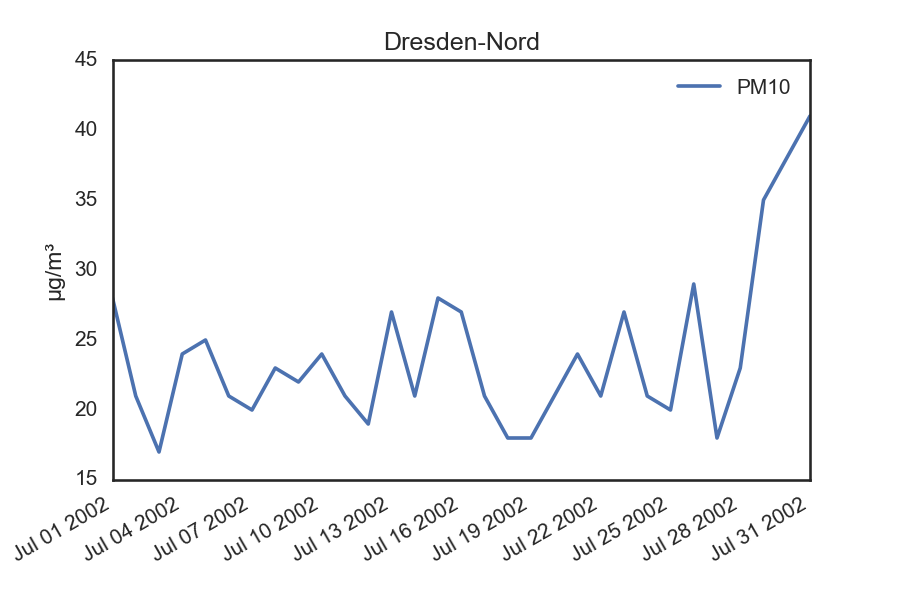 Dresden-Nord
45
40
35
30
25
20
15
µg/m³
PM10
Jul 01 2002
Jul 04 2002
Jul 07 2002
Jul 10 2002
Jul 13 2002
Jul 16 2002
Jul 19 2002
Jul 22 2002
Jul 25 2002
Jul 28 2002
Jul 31 2002